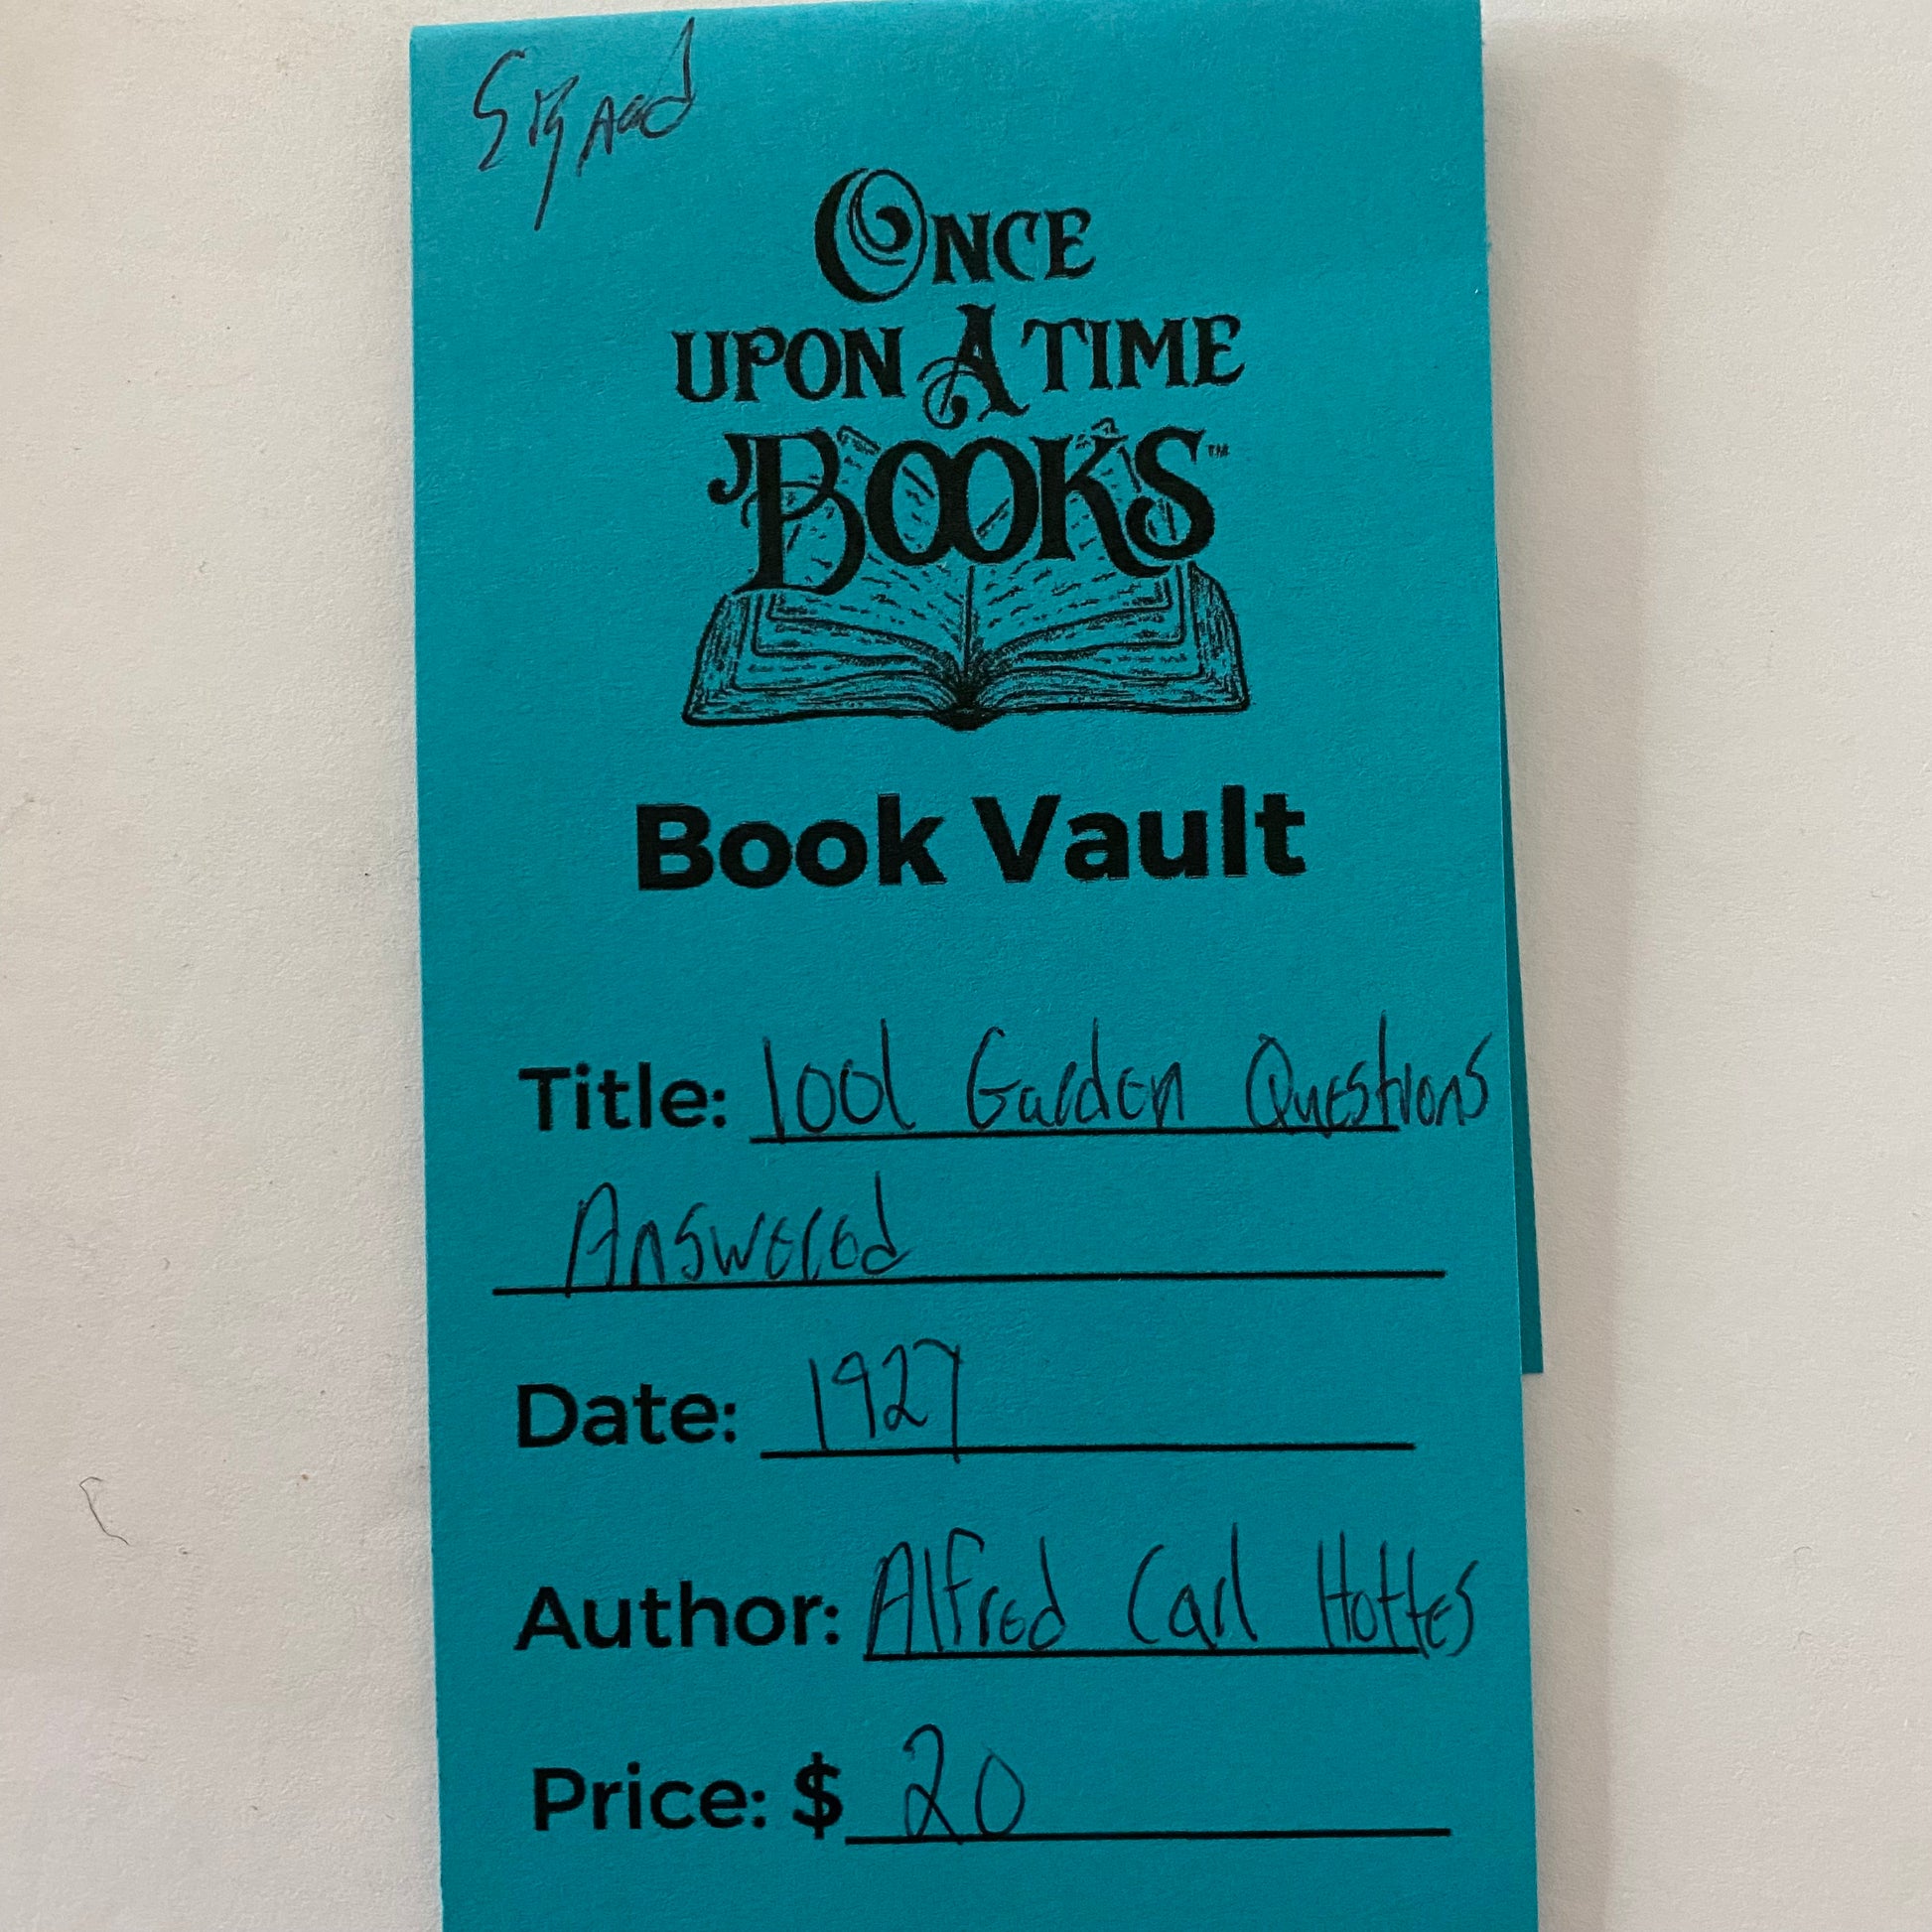 Signed
ONCE
UPON A TIME
BOOKS™
Book Vault
Title: 1001 Garden Questions
Answered
Date: 1927
Author: Alfred Carl Hottes
Price: $ 20